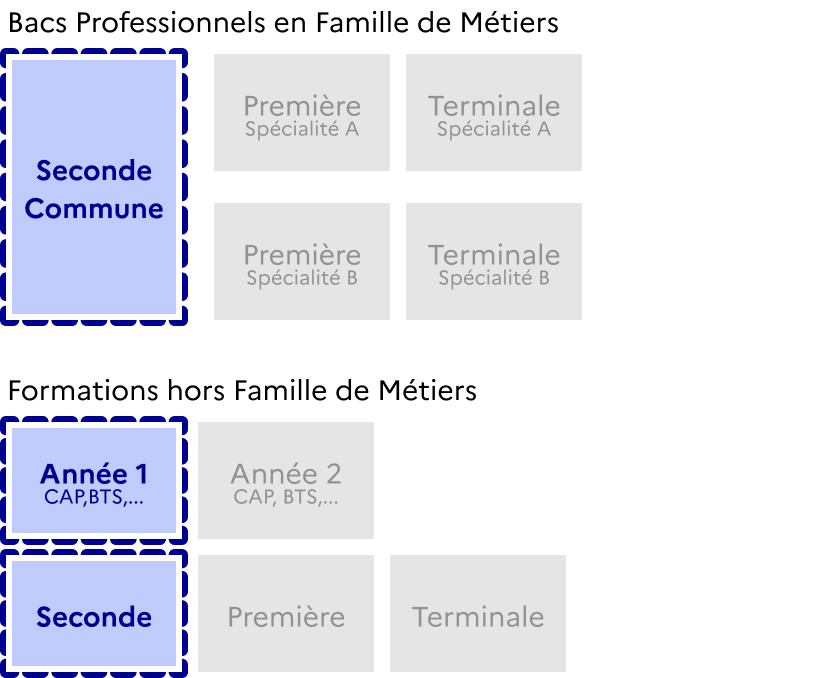 Bacs Professionnels en Famille de Métiers
Seconde
Commune
Première
Spécialité A
Terminale
Spécialité A
Première
Spécialité B
Terminale
Spécialité B
Formations hors Famille de Métiers
Année 1
CAP,BTS,...
Année 2
CAP, BTS,...
Seconde
Première
Terminale